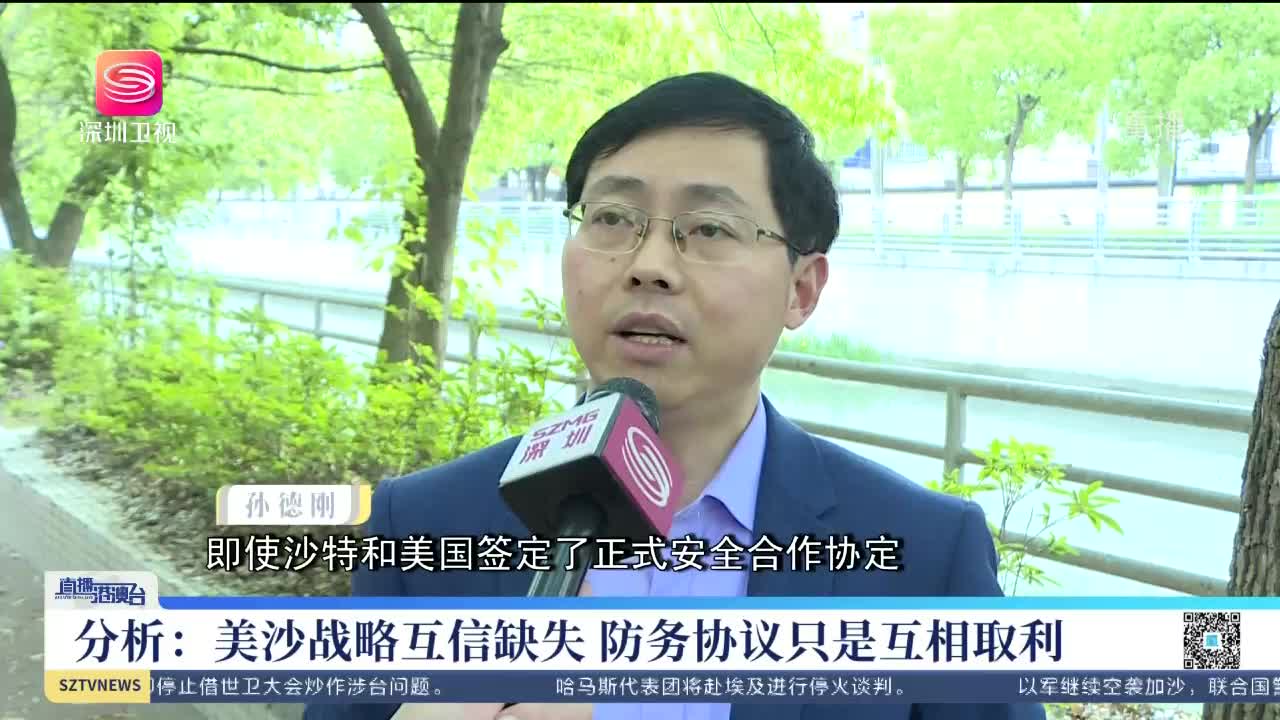 深圳卫视
重播
SZMG
深圳
孙德刚
即使沙特和美国签定了正式安全合作协定
直播
港澳台
分析：美沙战略互信缺失 防务协议只是互相取利
SZTVNEWS
停止借世卫大会炒作涉台问题。 哈马斯代表团将赴埃及进行停火谈判。 以军继续空袭加沙，联合国